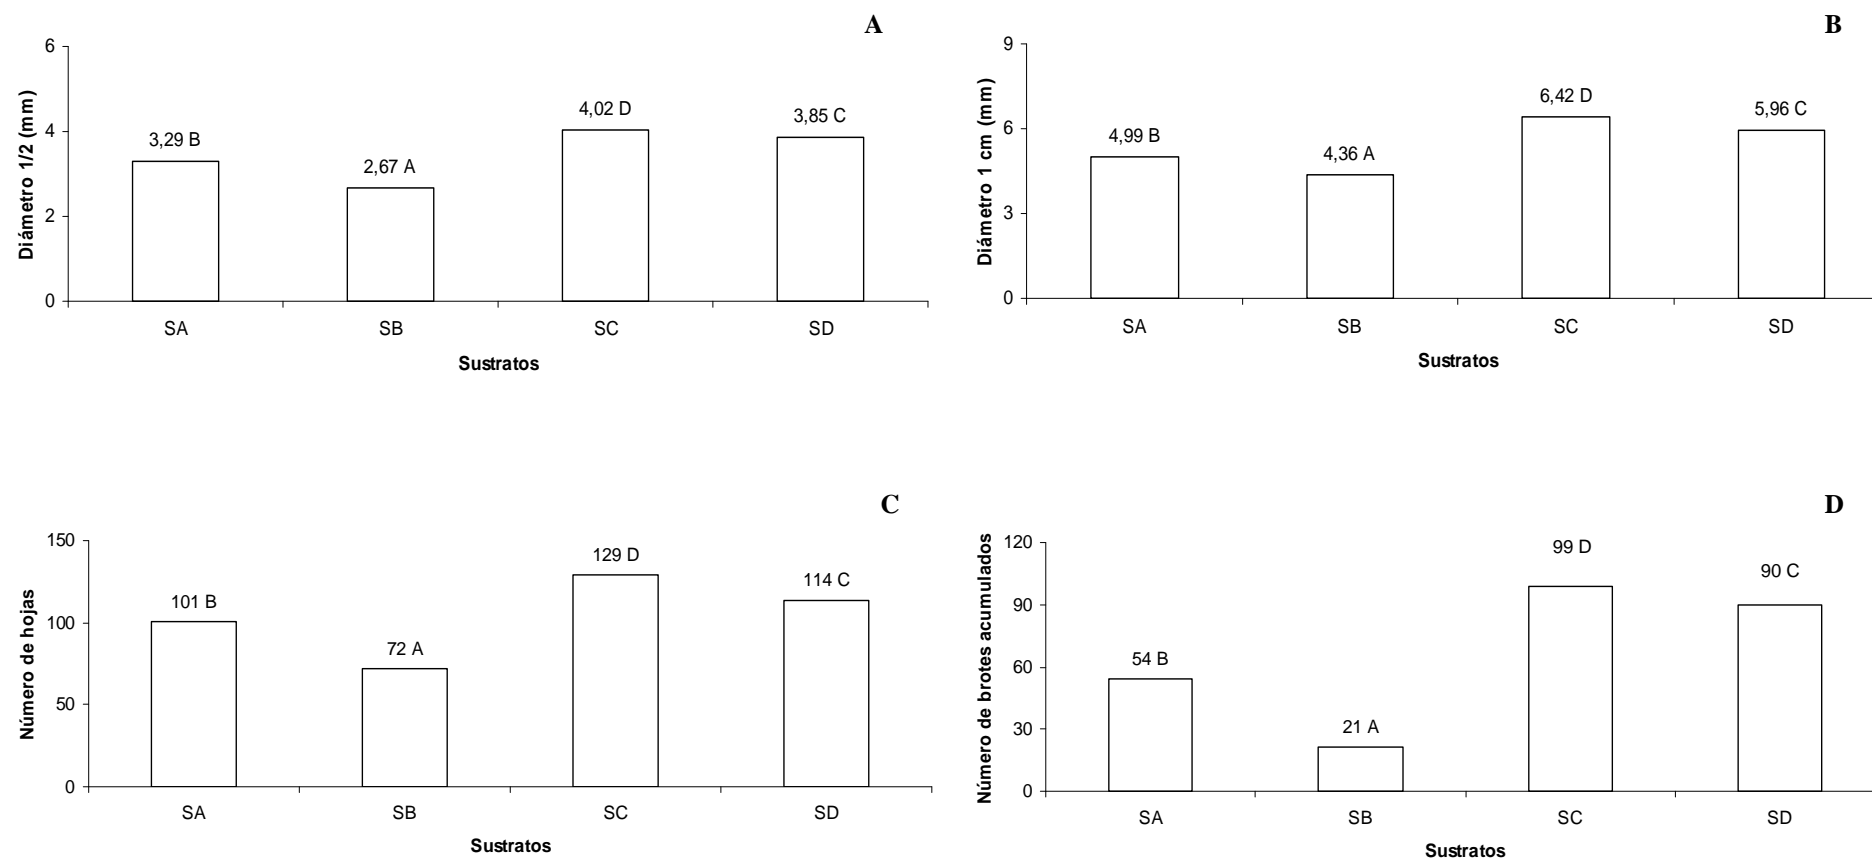 A
Diámetro 1/2 (mm)
6
4
2
0
3,29 B
2,67 A
4,02 D
3,85 C
SA SB SC SD
Sustratos
B
Diámetro 1 cm (mm)
9
6
3
0
4,99 B
4,36 A
6,42 D
5,96 C
SA SB SC SD
Sustratos
C
Número de hojas
150
100
50
0
101 B
72 A
129 D
114 C
SA SB SC SD
Sustratos
D
Número de brotes acumulados
120
90
60
30
0
54 B
21 A
99 D
90 C
SA SB SC SD
Sustratos